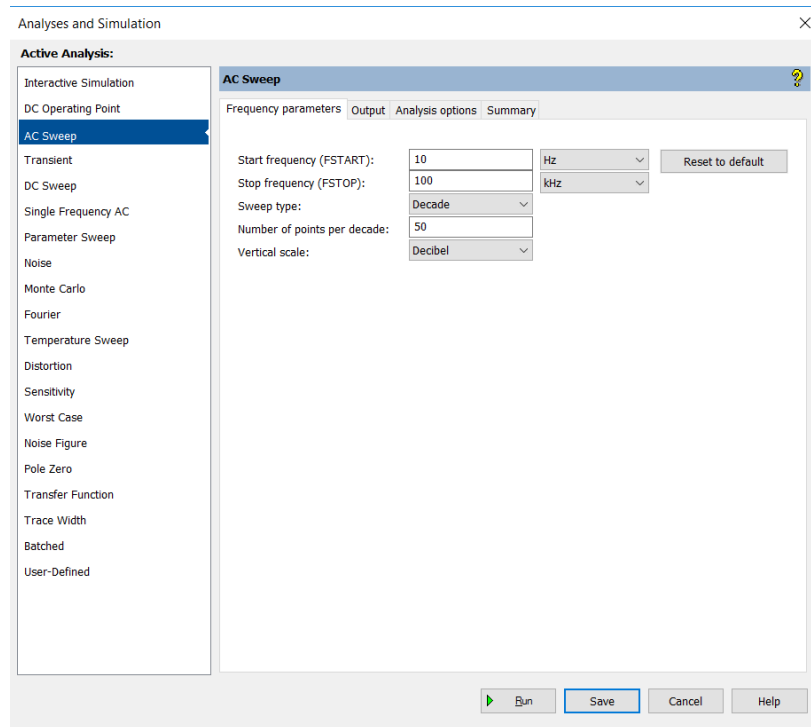 Analyses and Simulation
Active Analysis:
Interactive Simulation
DC Operating Point
AC Sweep
Transient
DC Sweep
Single Frequency AC
Parameter Sweep
Noise
Monte Carlo
Fourier
Temperature Sweep
Distortion
Sensitivity
Worst Case
Noise Figure
Pole Zero
Transfer Function
Trace Width
Batched
User-Defined
AC Sweep
Frequency parameters Output Analysis options Summary
Start frequency (FSTART): 10 Hz Reset to default
Stop frequency (FSTOP): 100 kHz
Sweep type: Decade
Number of points per decade: 50
Vertical scale: Decibel
Run Save Cancel Help